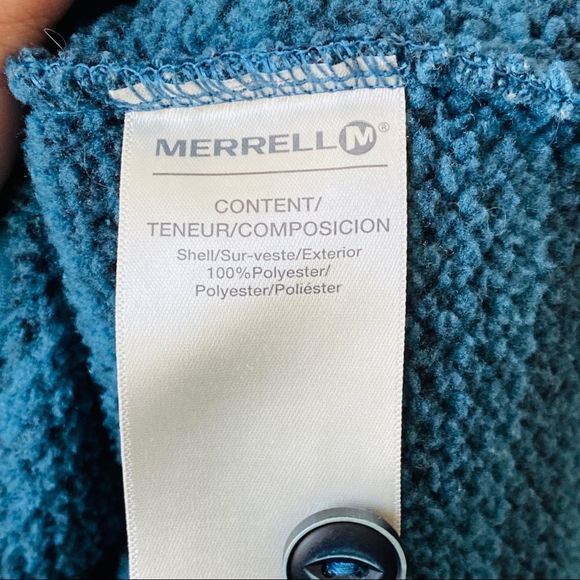 MERRELL M®
CONTENT/
TENEUR/COMPOSICION
Shell/Sur-veste/Exterior
100%Polyester/
Polyester/Poliéster